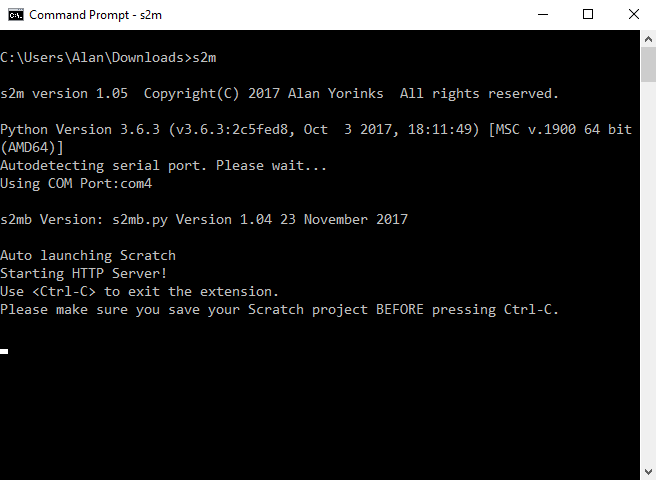 Command Prompt - s2m
C:\Users\Alan\Downloads>s2m
s2m version 1.05  Copyright(C) 2017 Alan Yorinks  All rights reserved.
Python Version 3.6.3 (v3.6.3:2c5fed8, Oct  3 2017, 18:11:49) [MSC v.1900 64 bit
(AMD64)]
Autodetecting serial port. Please wait...
Using COM Port:com4
s2mb Version: s2mb.py Version 1.04 23 November 2017
Auto launching Scratch
Starting HTTP Server!
Use <Ctrl-C> to exit the extension.
Please make sure you save your Scratch project BEFORE pressing Ctrl-C.